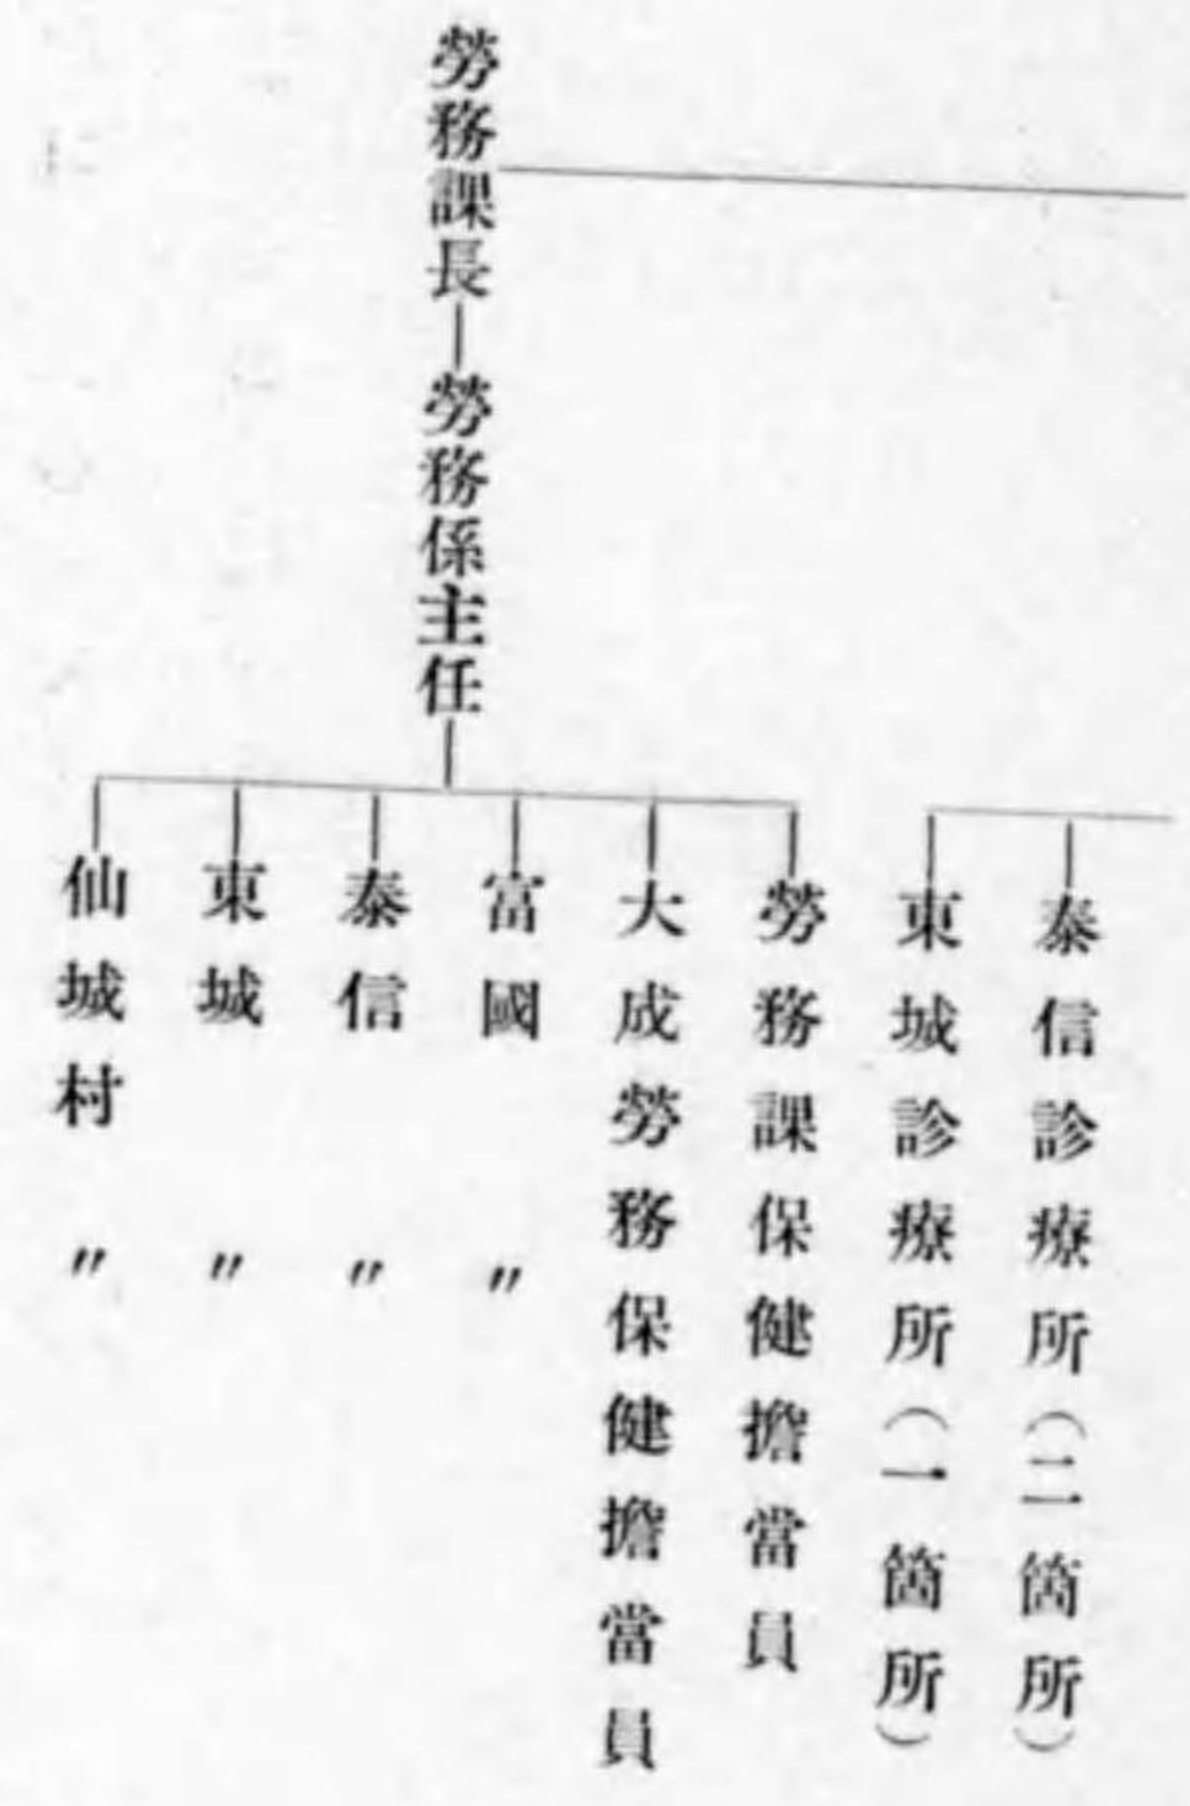 泰信診療所(二箇所)
東城診療所(一箇所)
勞務課長―勞務係主任
勞務課保健擔當員
大成勞務保健擔當員
富國　〃
泰信　〃
東城　〃
仙城村　〃